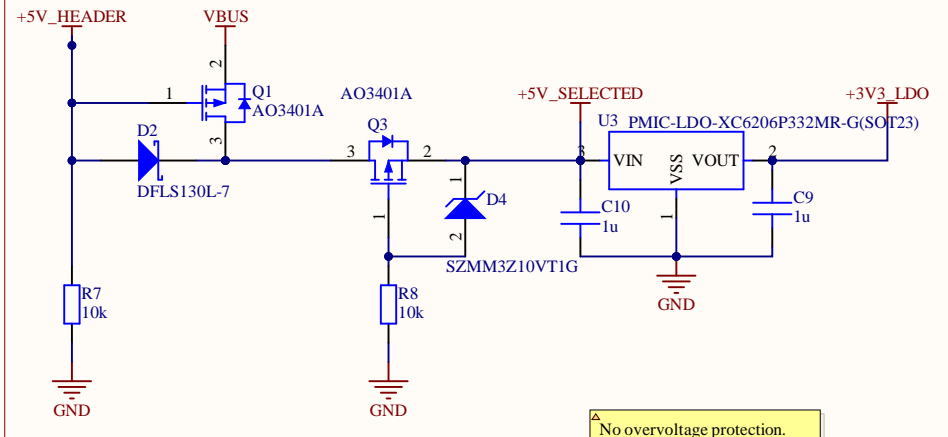 +5V_HEADER
VBUS
2
1
Q1
AO3401A
3
D2
DFLS130L-7
AO3401A
Q3
3
2
1
1
D4
2
SZMM3Z10VT1G
+5V_SELECTED
+3V3_LDO
U3 PMIC-LDO-XC6206P332MR-G(SOT23)
3
VIN
VSS
VOUT
2
1
C10
1u
C9
1u
GND
R7
10k
GND
R8
10k
GND
No overvoltage protection.